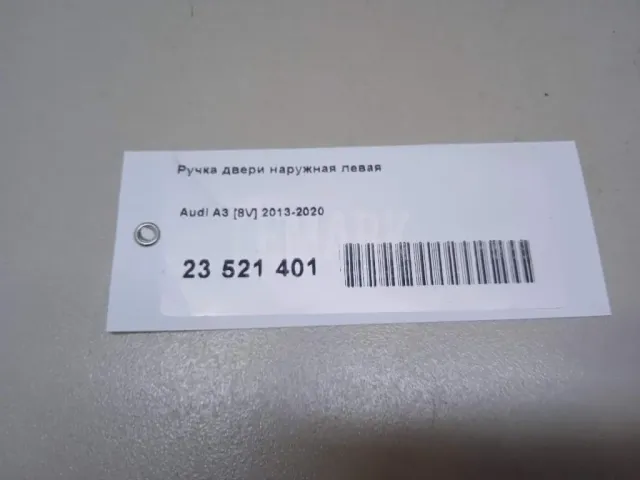 Ручка двери наружная левая
Audi A3 [8V] 2013-2020
23 521 401